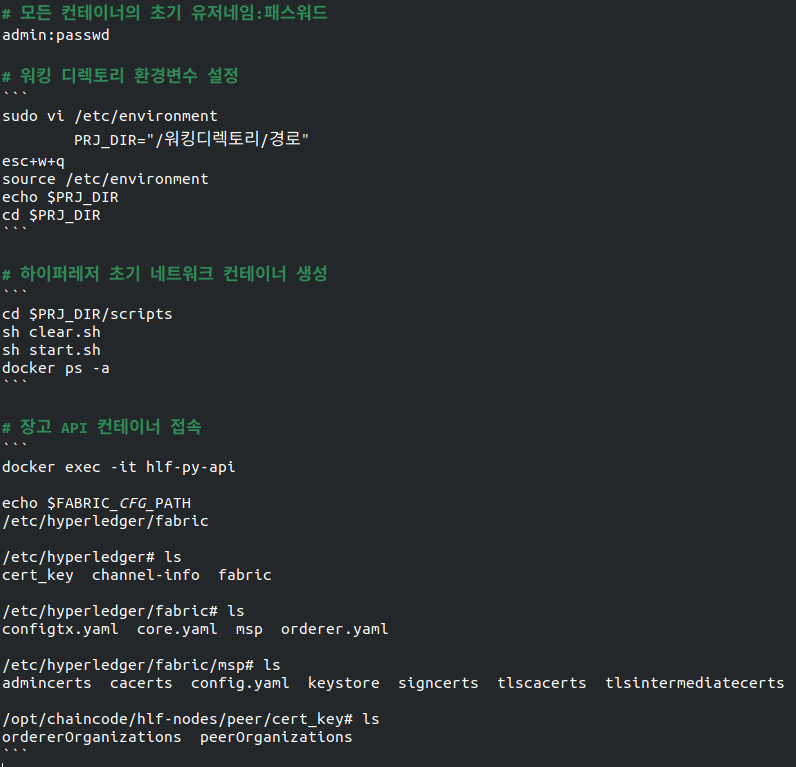 # 모든 컨테이너의 초기 유저네임:패스워드
admin:passwd
# 워킹 디렉토리 환경변수 설정
```
sudo vi /etc/environment
PRJ_DIR="/워킹디렉토리/경로"
esc+w+q
source /etc/environment
echo $PRJ_DIR
cd $PRJ_DIR
```
# 하이퍼레저 초기 네트워크 컨테이너 생성
```
cd $PRJ_DIR/scripts
sh clear.sh
sh start.sh
docker ps -a
```
# 장고 API 컨테이너 접속
```
docker exec -it hlf-py-api
echo $FABRIC_CFG_PATH
/etc/hyperledger/fabric
/etc/hyperledger# ls
cert_key  channel-info  fabric
/etc/hyperledger/fabric# ls
configtx.yaml  core.yaml  msp  orderer.yaml
/etc/hyperledger/fabric/msp# ls
admincerts  cacerts  config.yaml  keystore  signcerts  tlscacerts  tlsintermediatecerts
/opt/chaincode/hlf-nodes/peer/cert_key# ls
ordererOrganizations  peerOrganizations
```